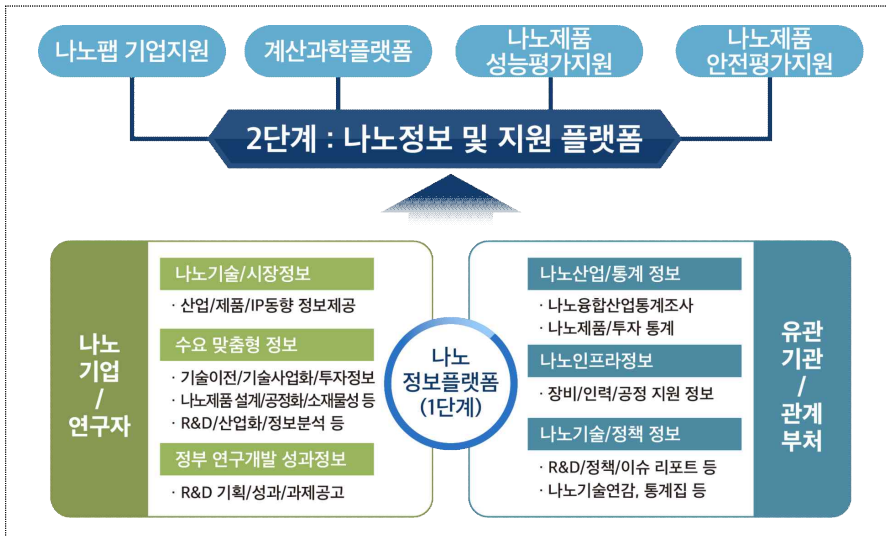 나노팹 기업지원
계산과학플랫폼
나노제품
성능평가지원
나노제품
안전평가지원
2단계 : 나노정보 및 지원 플랫폼
나노
기업
/
연구자
나노기술/시장정보
· 산업/제품/IP동향 정보제공
수요 맞춤형 정보
· 기술이전/기술사업화/투자정보
· 나노제품 설계/공정화/소재물성 등
· R&D/산업화/정보분석 등
정부 연구개발 성과정보
· R&D 기획/성과/과제공고
나노
정보플랫폼
(1단계)
나노산업/통계 정보
· 나노융합산업통계조사
· 나노제품/투자 통계
나노인프라정보
· 장비/인력/공정 지원 정보
나노기술/정책 정보
· R&D/정책/이슈 리포트 등
· 나노기술연감, 통계집 등
유관
기관
/
관계
부처